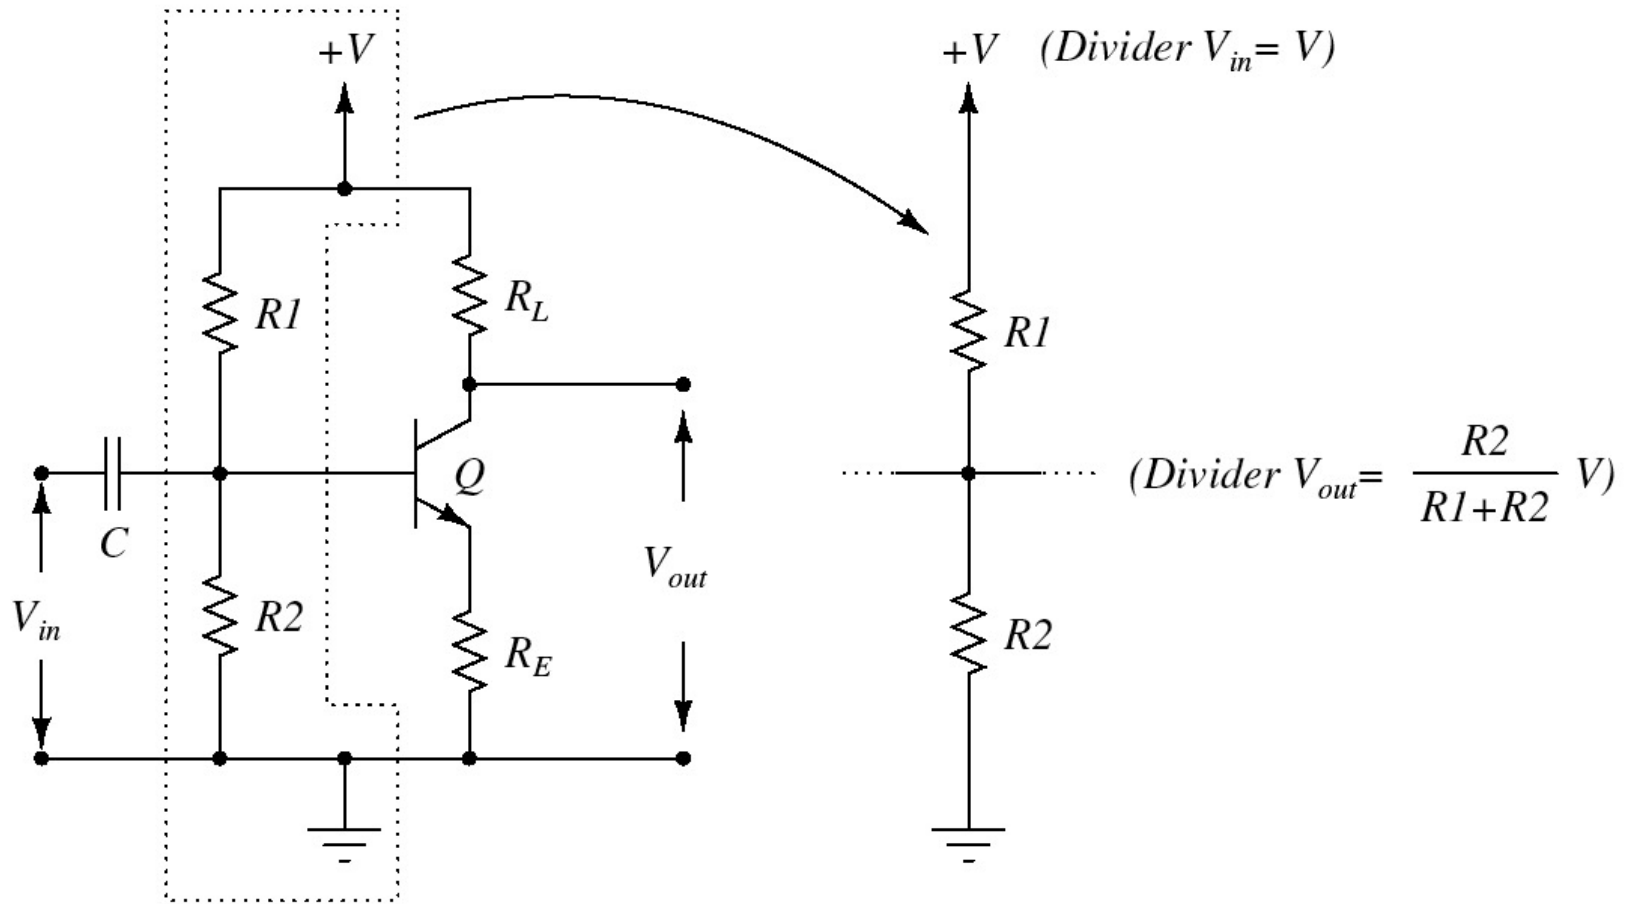 +V
R1
R_L
C
Q
V_in
V_out
R2
R_E
+V (Divider V_in= V)
R1
(Divider V_out= R2/R1+R2 V)
R2